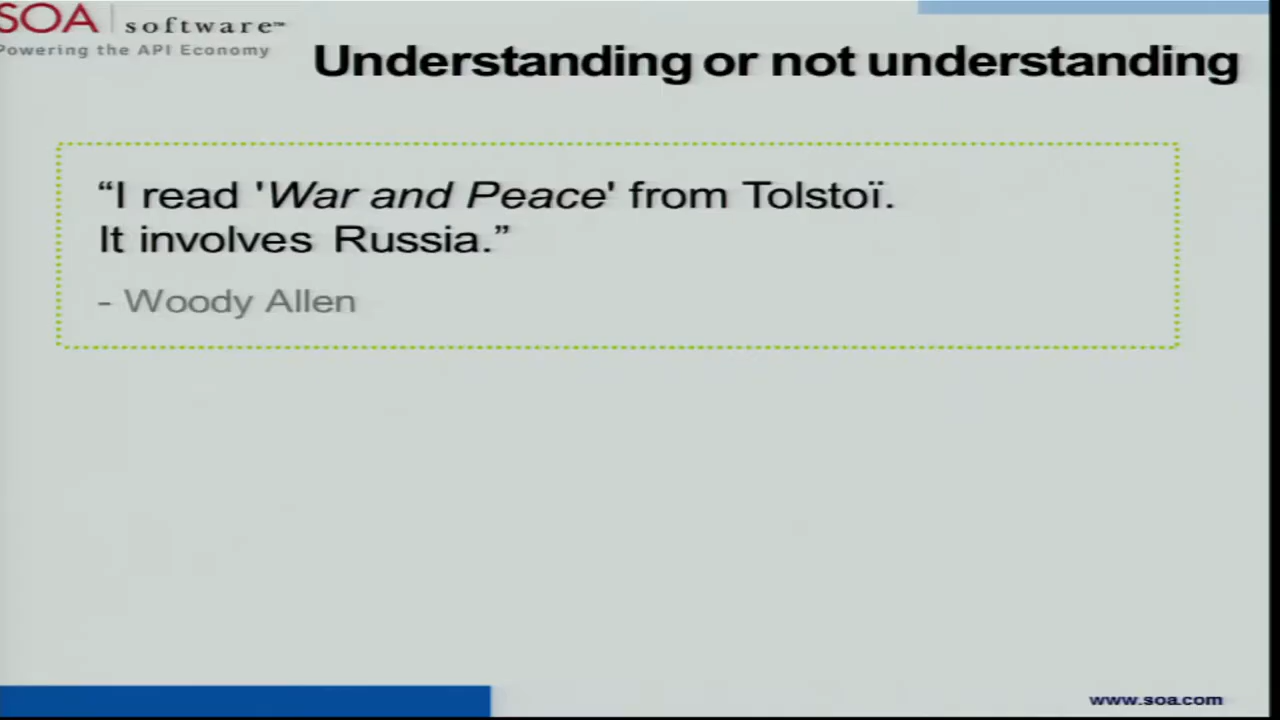 SOA software™
Powering the API Economy
Understanding or not understanding
“I read 'War and Peace' from Tolstoï.
It involves Russia.”
- Woody Allen
www.soa.com